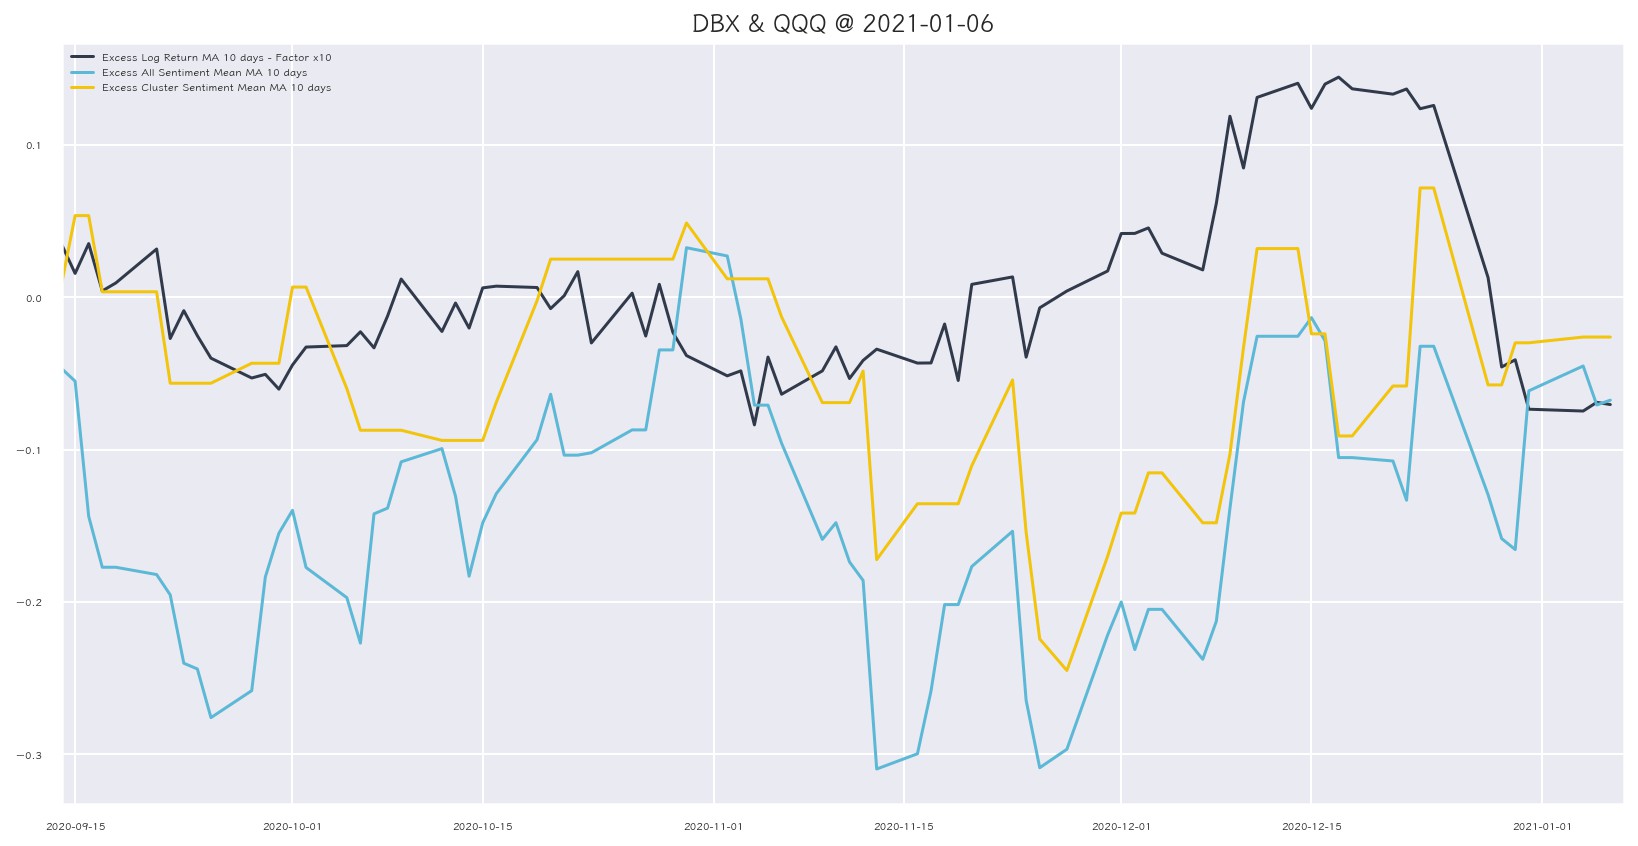 DBX & QQQ @ 2021-01-06
Excess Log Return MA 10 days - Factor x10
Excess All Sentiment Mean MA 10 days
Excess Cluster Sentiment Mean MA 10 days
0.1
0.0
−0.1
−0.2
−0.3
2020-09-15 2020-10-01 2020-10-15 2020-11-01 2020-11-15 2020-12-01 2020-12-15 2021-01-01